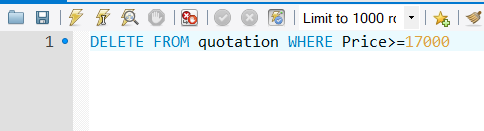 Limit to 1000 r
1 DELETE FROM quotation WHERE Price>=17000